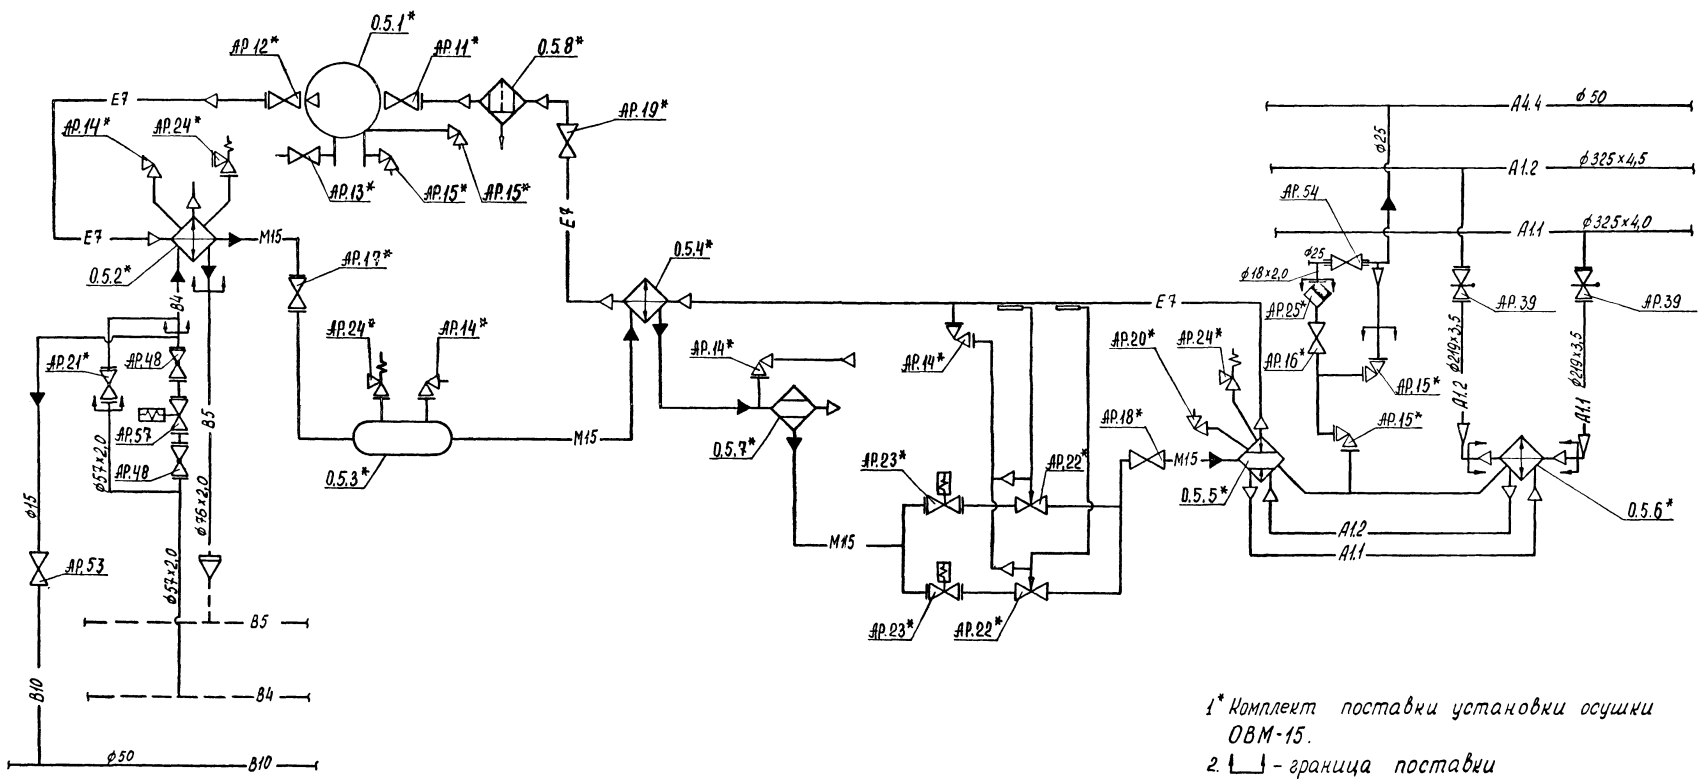 0.5.1*
АР.12*
АР.11*
0.5.8*
Е7
АР.19*
А4.4 ф50
АР.14*
АР.24*
ф25
АР.13*
АР.15*
АР.15*
А1.2 ф325×4,5
АР.54
Е7
А1.1 ф325×4,0
Е7
М15
АР.17*
0.5.4*
ф25
ф18×2,0
0.5.2*
В4
Е7
АР.25*
АР.39
АР.39
АР.24*
АР.14*
АР.14*
АР.14*
АР.20*
АР.24*
АР.16*
ф219×3,5
ф219×3,5
АР.21*
АР.48
АР.15*
А1.2
А1.1
В5
АР.57
АР.18*
АР.15*
М15
0.5.7*
АР.48
ф57×2,0
0.5.3*
АР.23*
АР.22*
М15
0.5.5*
0.5.6*
ф15
ф76×2,0
М15
А1.2
А1.1
АР.53
ф57×2,0
В5
АР.23*
АР.22*
В10
В4
ф50
В10
1* Комплект поставки установки осушки
ОВМ-15.
2. - граница поставки